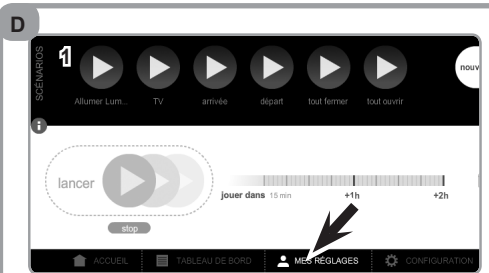 D
SCÉNARIOS
1
Allumer Lum... TV arrivée départ tout fermer tout ouvrir
nouv
i
lancer
jouer dans 15 min +1h +2h
stop
ACCUEIL TABLEAU DE BORD MES RÉGLAGES CONFIGURATION